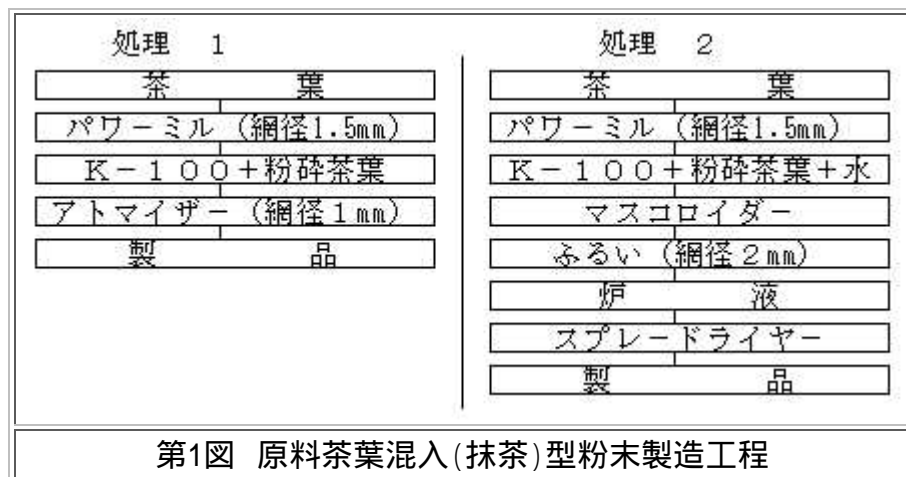 処理 1
茶 葉
パワーミル(網径1.5mm)
K-100+粉砕茶葉
アトマイザー(網径1mm)
製 品
処理 2
茶 葉
パワーミル(網径1.5mm)
K-100+粉砕茶葉+水
マスコロイダー
ふるい(網径2mm)
炉 液
スプレードライヤー
製 品
第1図 原料茶葉混入(抹茶)型粉末製造工程